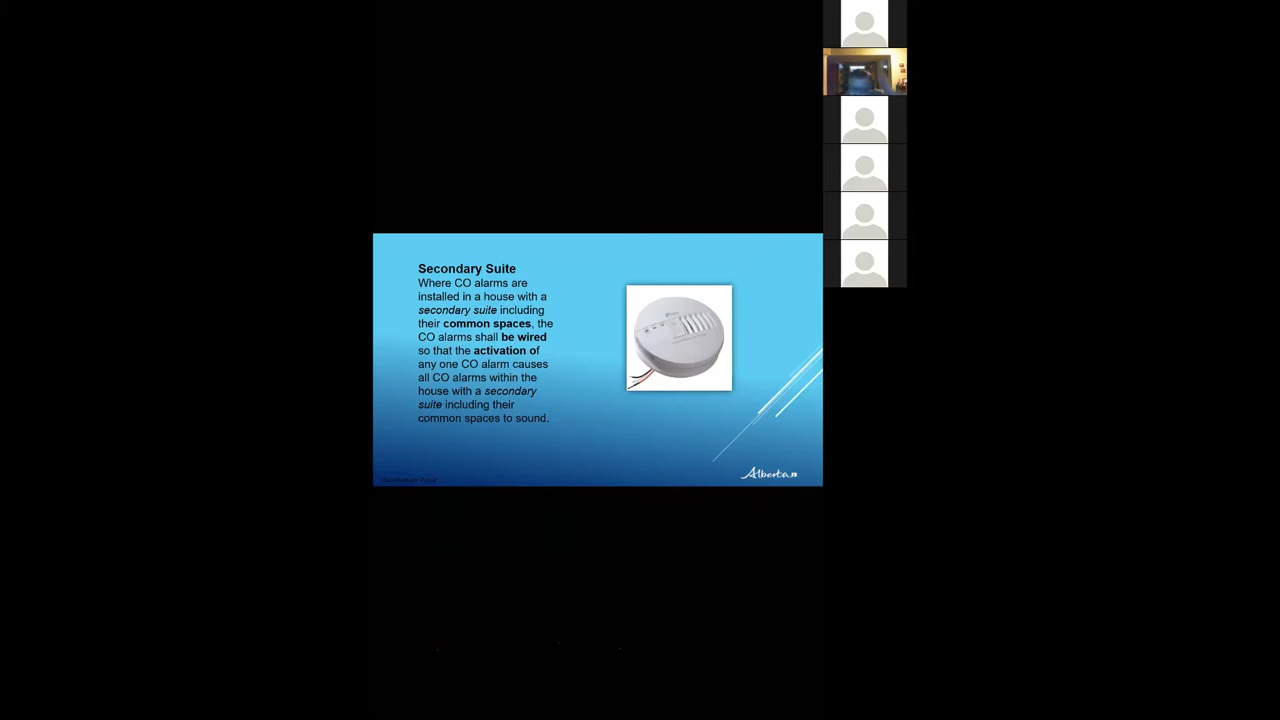 Secondary Suite
Where CO alarms are
installed in a house with a
secondary suite including
their common spaces, the
CO alarms shall be wired
so that the activation of
any one CO alarm causes
all CO alarms within the
house with a secondary
suite including their
common spaces to sound.
Alberta